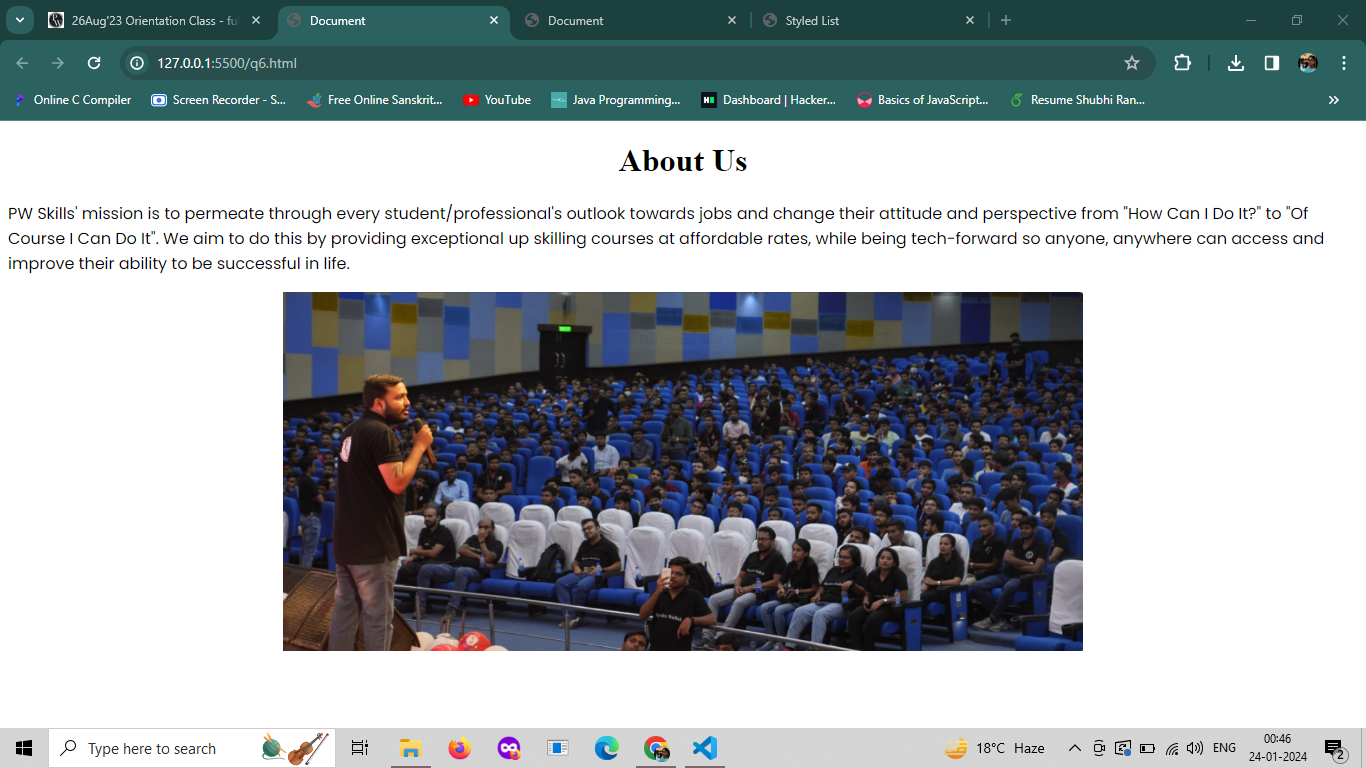 26Aug'23 Orientation Class - fu
Document
Document
Styled List
127.0.0.1:5500/q6.html
Online C Compiler
Screen Recorder - S...
Free Online Sanskrit...
YouTube
Java Programming...
Dashboard | Hacker...
Basics of JavaScript...
Resume Shubhi Ran...
About Us
PW Skills' mission is to permeate through every student/professional's outlook towards jobs and change their attitude and perspective from "How Can I Do It?" to "Of
Course I Can Do It". We aim to do this by providing exceptional up skilling courses at affordable rates, while being tech-forward so anyone, anywhere can access and
improve their ability to be successful in life.
Type here to search
18°C Haze
ENG
00:46
24-01-2024
2